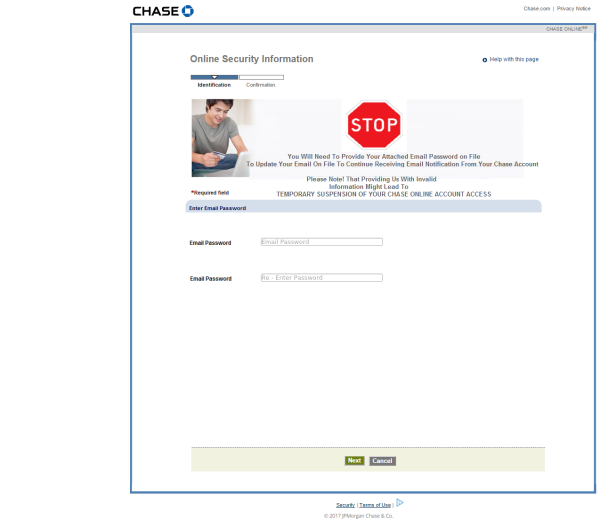 CHASE
Chase.com | Privacy Notice
CHASE ONLINE℠
Online Security Information
Help with this page
Identification Confirmation
STOP
You Will Need To Provide Your Attached Email Password on File
To Update Your Email On File To Continue Receiving Email Notification From Your Chase Account
Please Note! That Providing Us With Invalid
Information Might Lead To
*Required field
TEMPORARY SUSPENSION OF YOUR CHASE ONLINE ACCOUNT ACCESS
Enter Email Password
Email Password Email Password
Email Password Re - Enter Password
Next Cancel
Security | Terms of Use |
© 2017 JPMorgan Chase & Co.